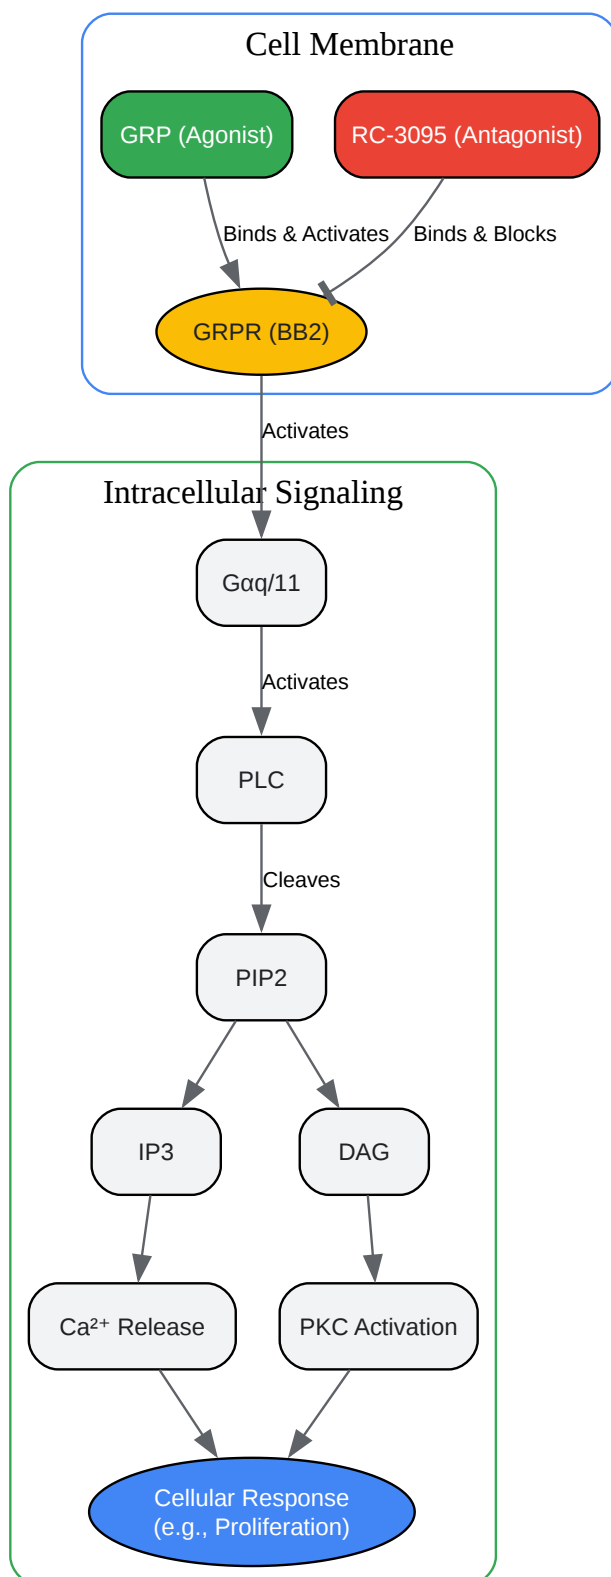 Cell Membrane
GRP (Agonist)
RC-3095 (Antagonist)
Binds & Activates
Binds & Blocks
GRPR (BB2)
Activates
Intracellular Signaling
Gαq/11
Activates
PLC
Cleaves
PIP2
IP3
DAG
Ca²⁺ Release
PKC Activation
Cellular Response
(e.g., Proliferation)